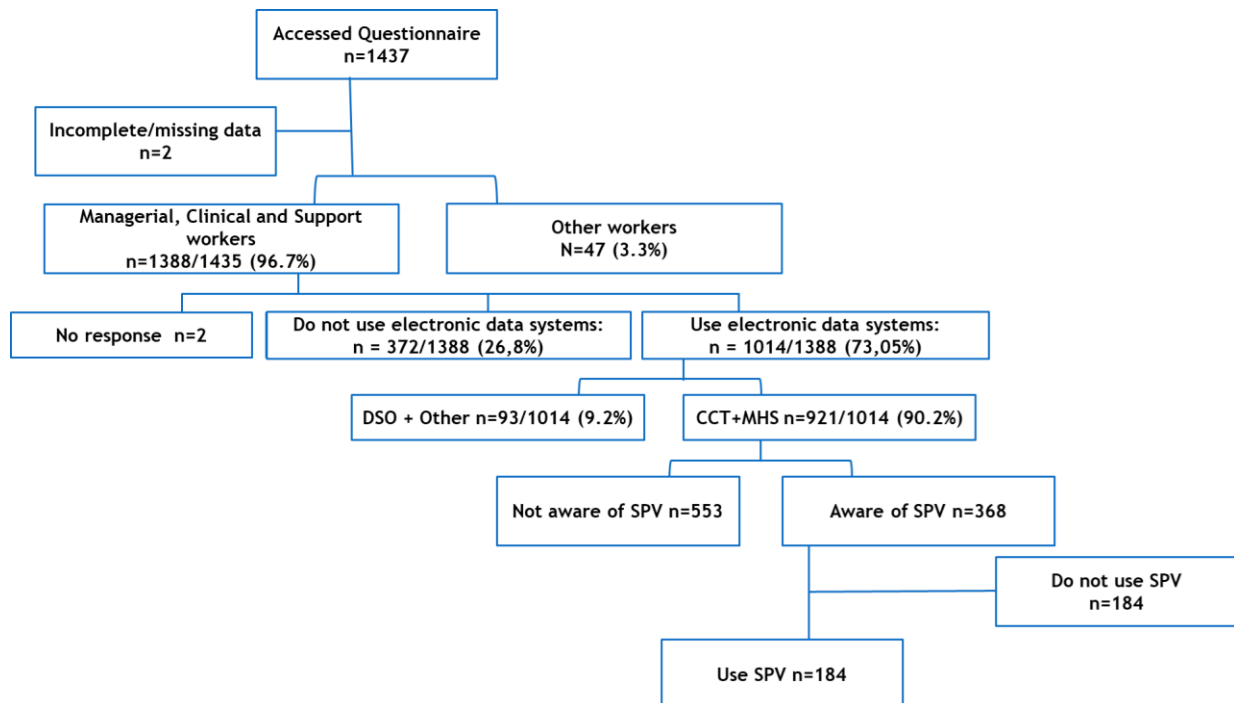 Accessed Questionnaire
n=1437
Incomplete/missing data
n=2
Managerial, Clinical and Support
workers
n=1388/1435 (96.7%)
Other workers
N=47 (3.3%)
No response n=2
Do not use electronic data systems:
n = 372/1388 (26,8%)
Use electronic data systems:
n = 1014/1388 (73,05%)
DSO + Other n=93/1014 (9.2%)
CCT+MHS n=921/1014 (90.2%)
Not aware of SPV n=553
Aware of SPV n=368
Do not use SPV
n=184
Use SPV n=184